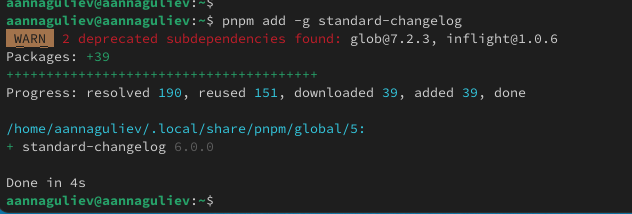 aannaguliev@aannaguliev:~$
aannaguliev@aannaguliev:~$ pnpm add -g standard-changelog
WARN 2 deprecated subdependencies found: glob@7.2.3, inflight@1.0.6
Packages: +39
+++++++++++++++++++++++++++++++++++++++
Progress: resolved 190, reused 151, downloaded 39, added 39, done
/home/aannaguliev/.local/share/pnpm/global/5:
+ standard-changelog 6.0.0
Done in 4s
aannaguliev@aannaguliev:~$